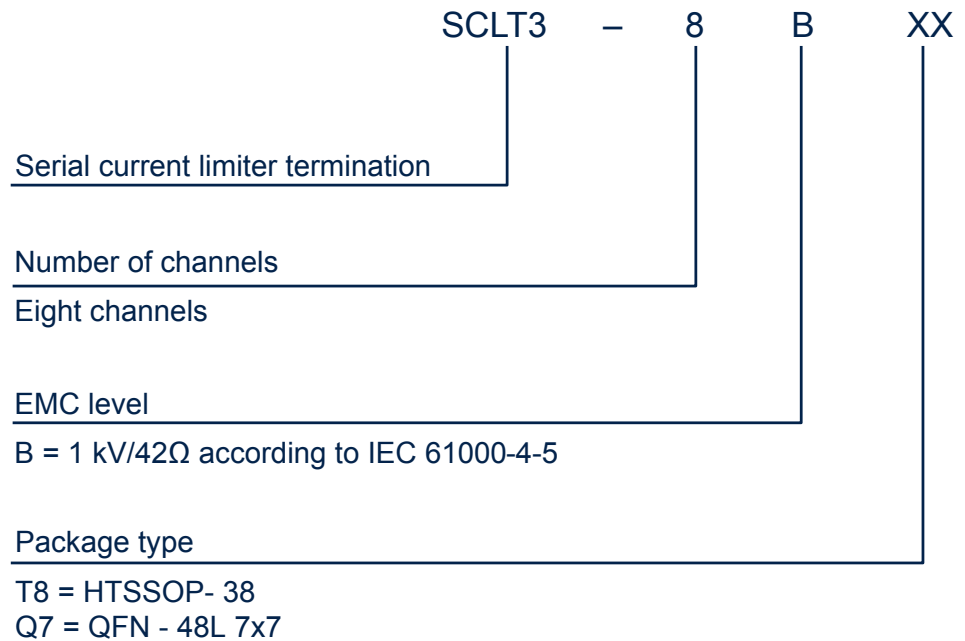 SCLT3 – 8 B XX
Serial current limiter termination
Number of channels
Eight channels
EMC level
B = 1 kV/42Ω according to IEC 61000-4-5
Package type
T8 = HTSSOP- 38
Q7 = QFN - 48L 7x7